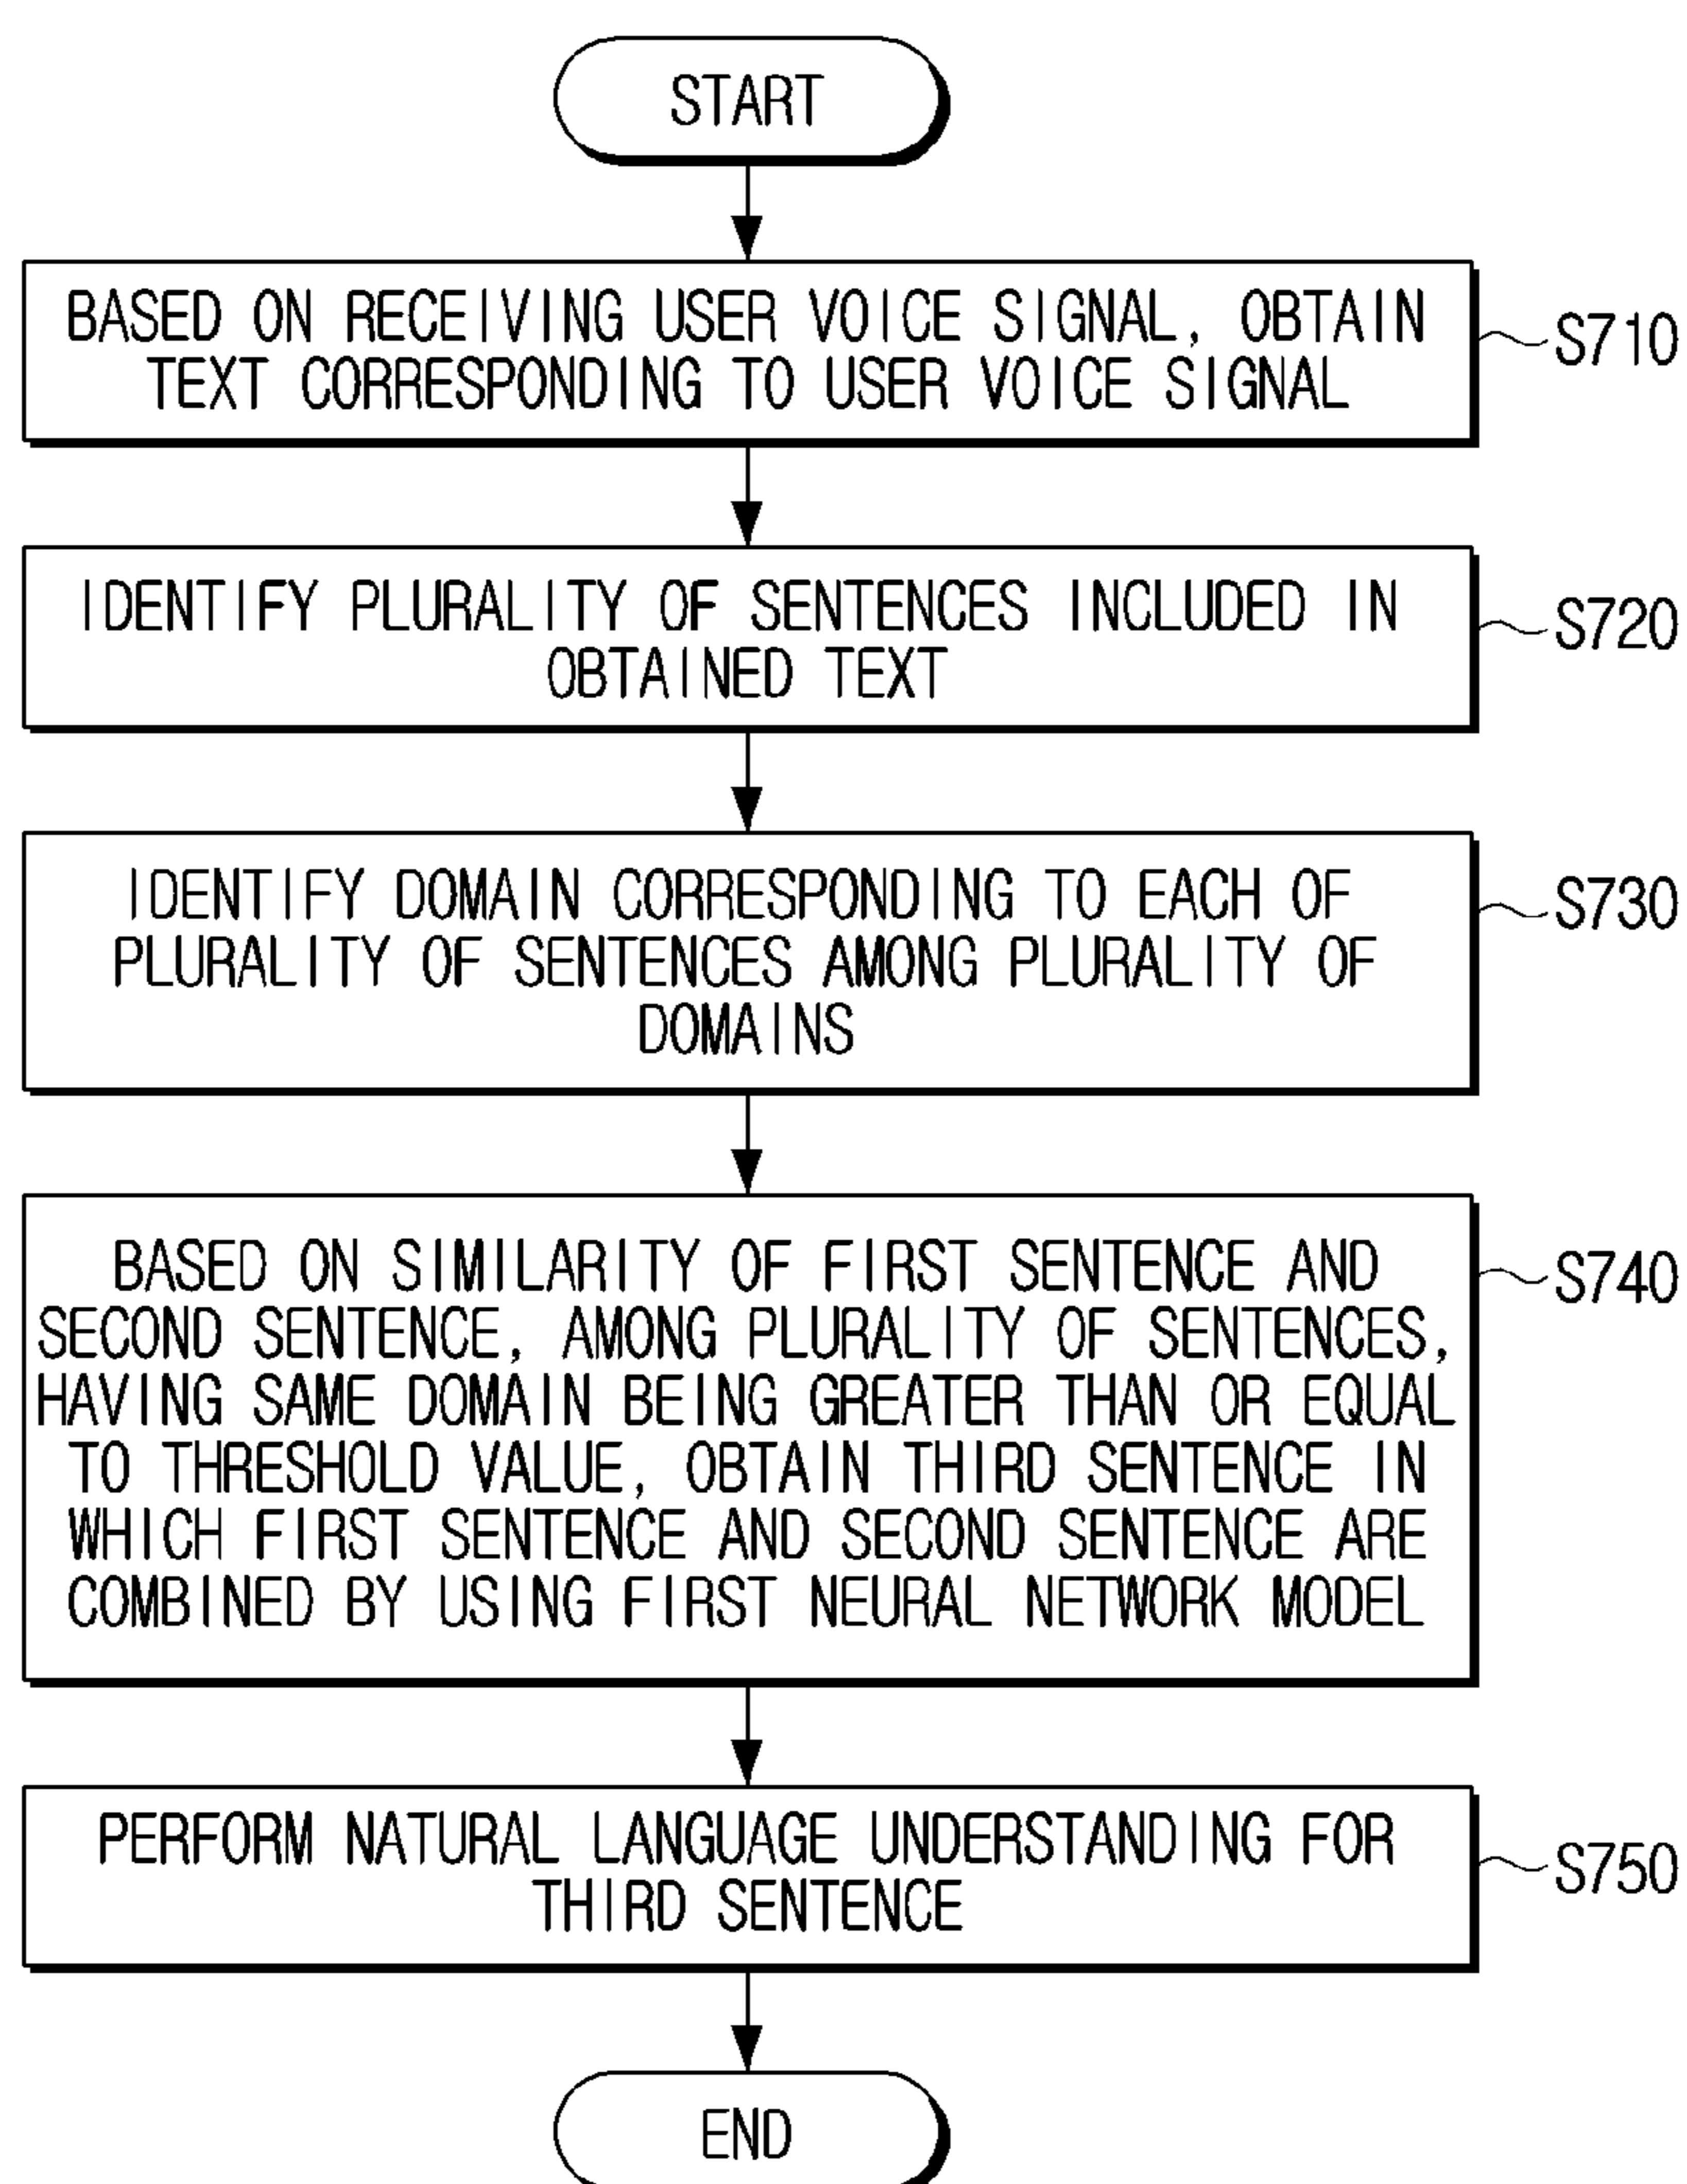 START
BASED ON RECEIVING USER VOICE SIGNAL, OBTAIN
TEXT CORRESPONDING TO USER VOICE SIGNAL
S710
IDENTIFY PLURALITY OF SENTENCES INCLUDED IN
OBTAINED TEXT
S720
IDENTIFY DOMAIN CORRESPONDING TO EACH OF
PLURALITY OF SENTENCES AMONG PLURALITY OF
DOMAINS
S730
BASED ON SIMILARITY OF FIRST SENTENCE AND
SECOND SENTENCE, AMONG PLURALITY OF SENTENCES,
HAVING SAME DOMAIN BEING GREATER THAN OR EQUAL
TO THRESHOLD VALUE, OBTAIN THIRD SENTENCE IN
WHICH FIRST SENTENCE AND SECOND SENTENCE ARE
COMBINED BY USING FIRST NEURAL NETWORK MODEL
S740
PERFORM NATURAL LANGUAGE UNDERSTANDING FOR
THIRD SENTENCE
S750
END